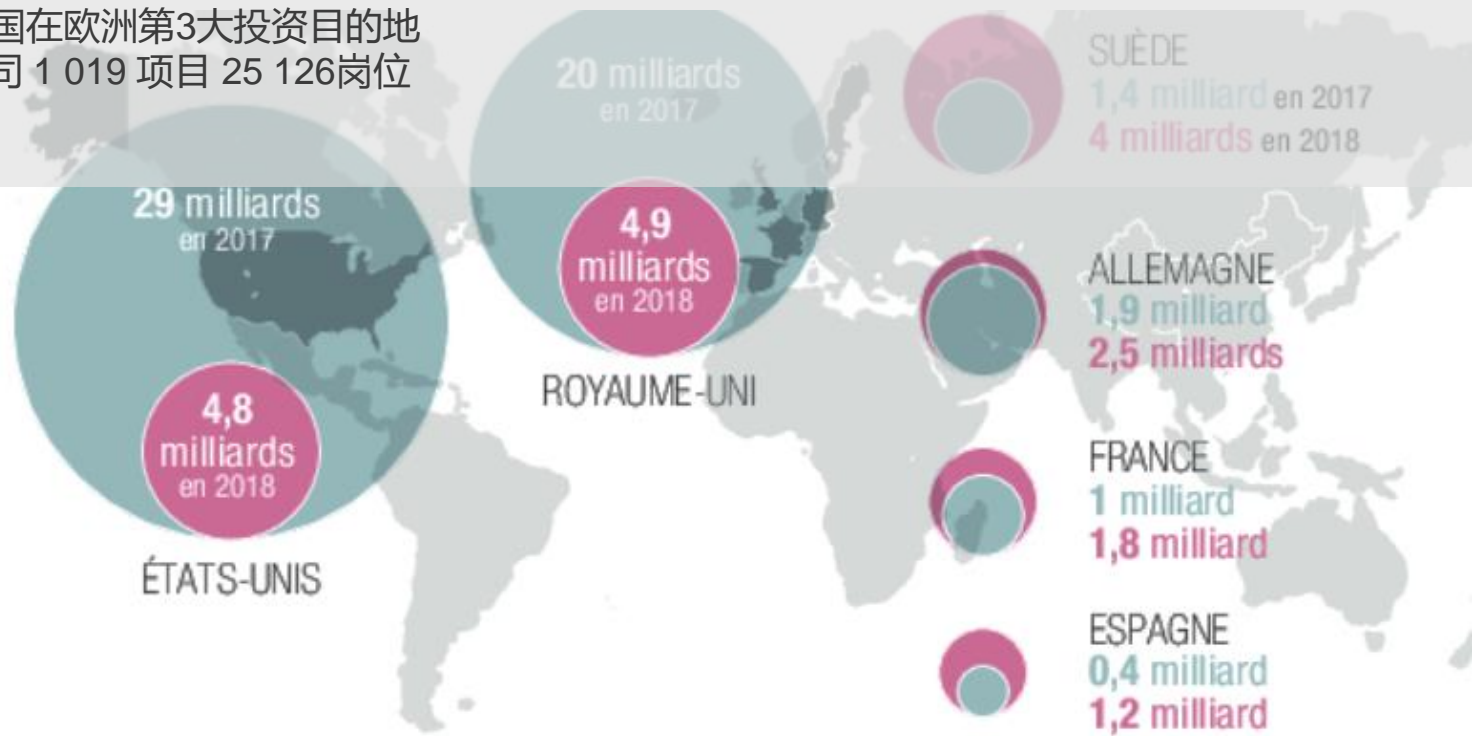 国在欧洲第3大投资目的地
司 1 019 项目 25 126岗位
20 milliards
en 2017
4,9
milliards
en 2018
ROYAUME-UNI
29 milliards
en 2017
4,8
milliards
en 2018
ÉTATS-UNIS
SUÈDE
1,4 milliard en 2017
4 milliards en 2018
ALLEMAGNE
1,9 milliard
2,5 milliards
FRANCE
1 milliard
1,8 milliard
ESPAGNE
0,4 milliard
1,2 milliard